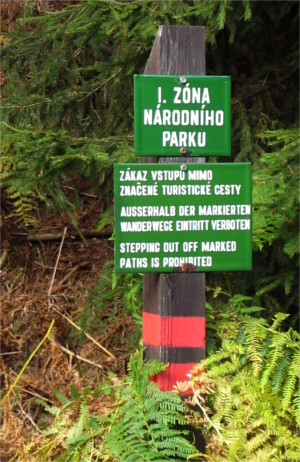 I. ZÓNA
NÁRODNÍHO
PARKU
ZÁKAZ VSTUPU MIMO
ZNAČENÉ TURISTICKÉ CESTY
AUSSERHALB DER MARKIERTEN
WANDERWEGE EINTRITT VERBOTEN
STEPPING OUT OFF MARKED
PATHS IS PROHIBITED